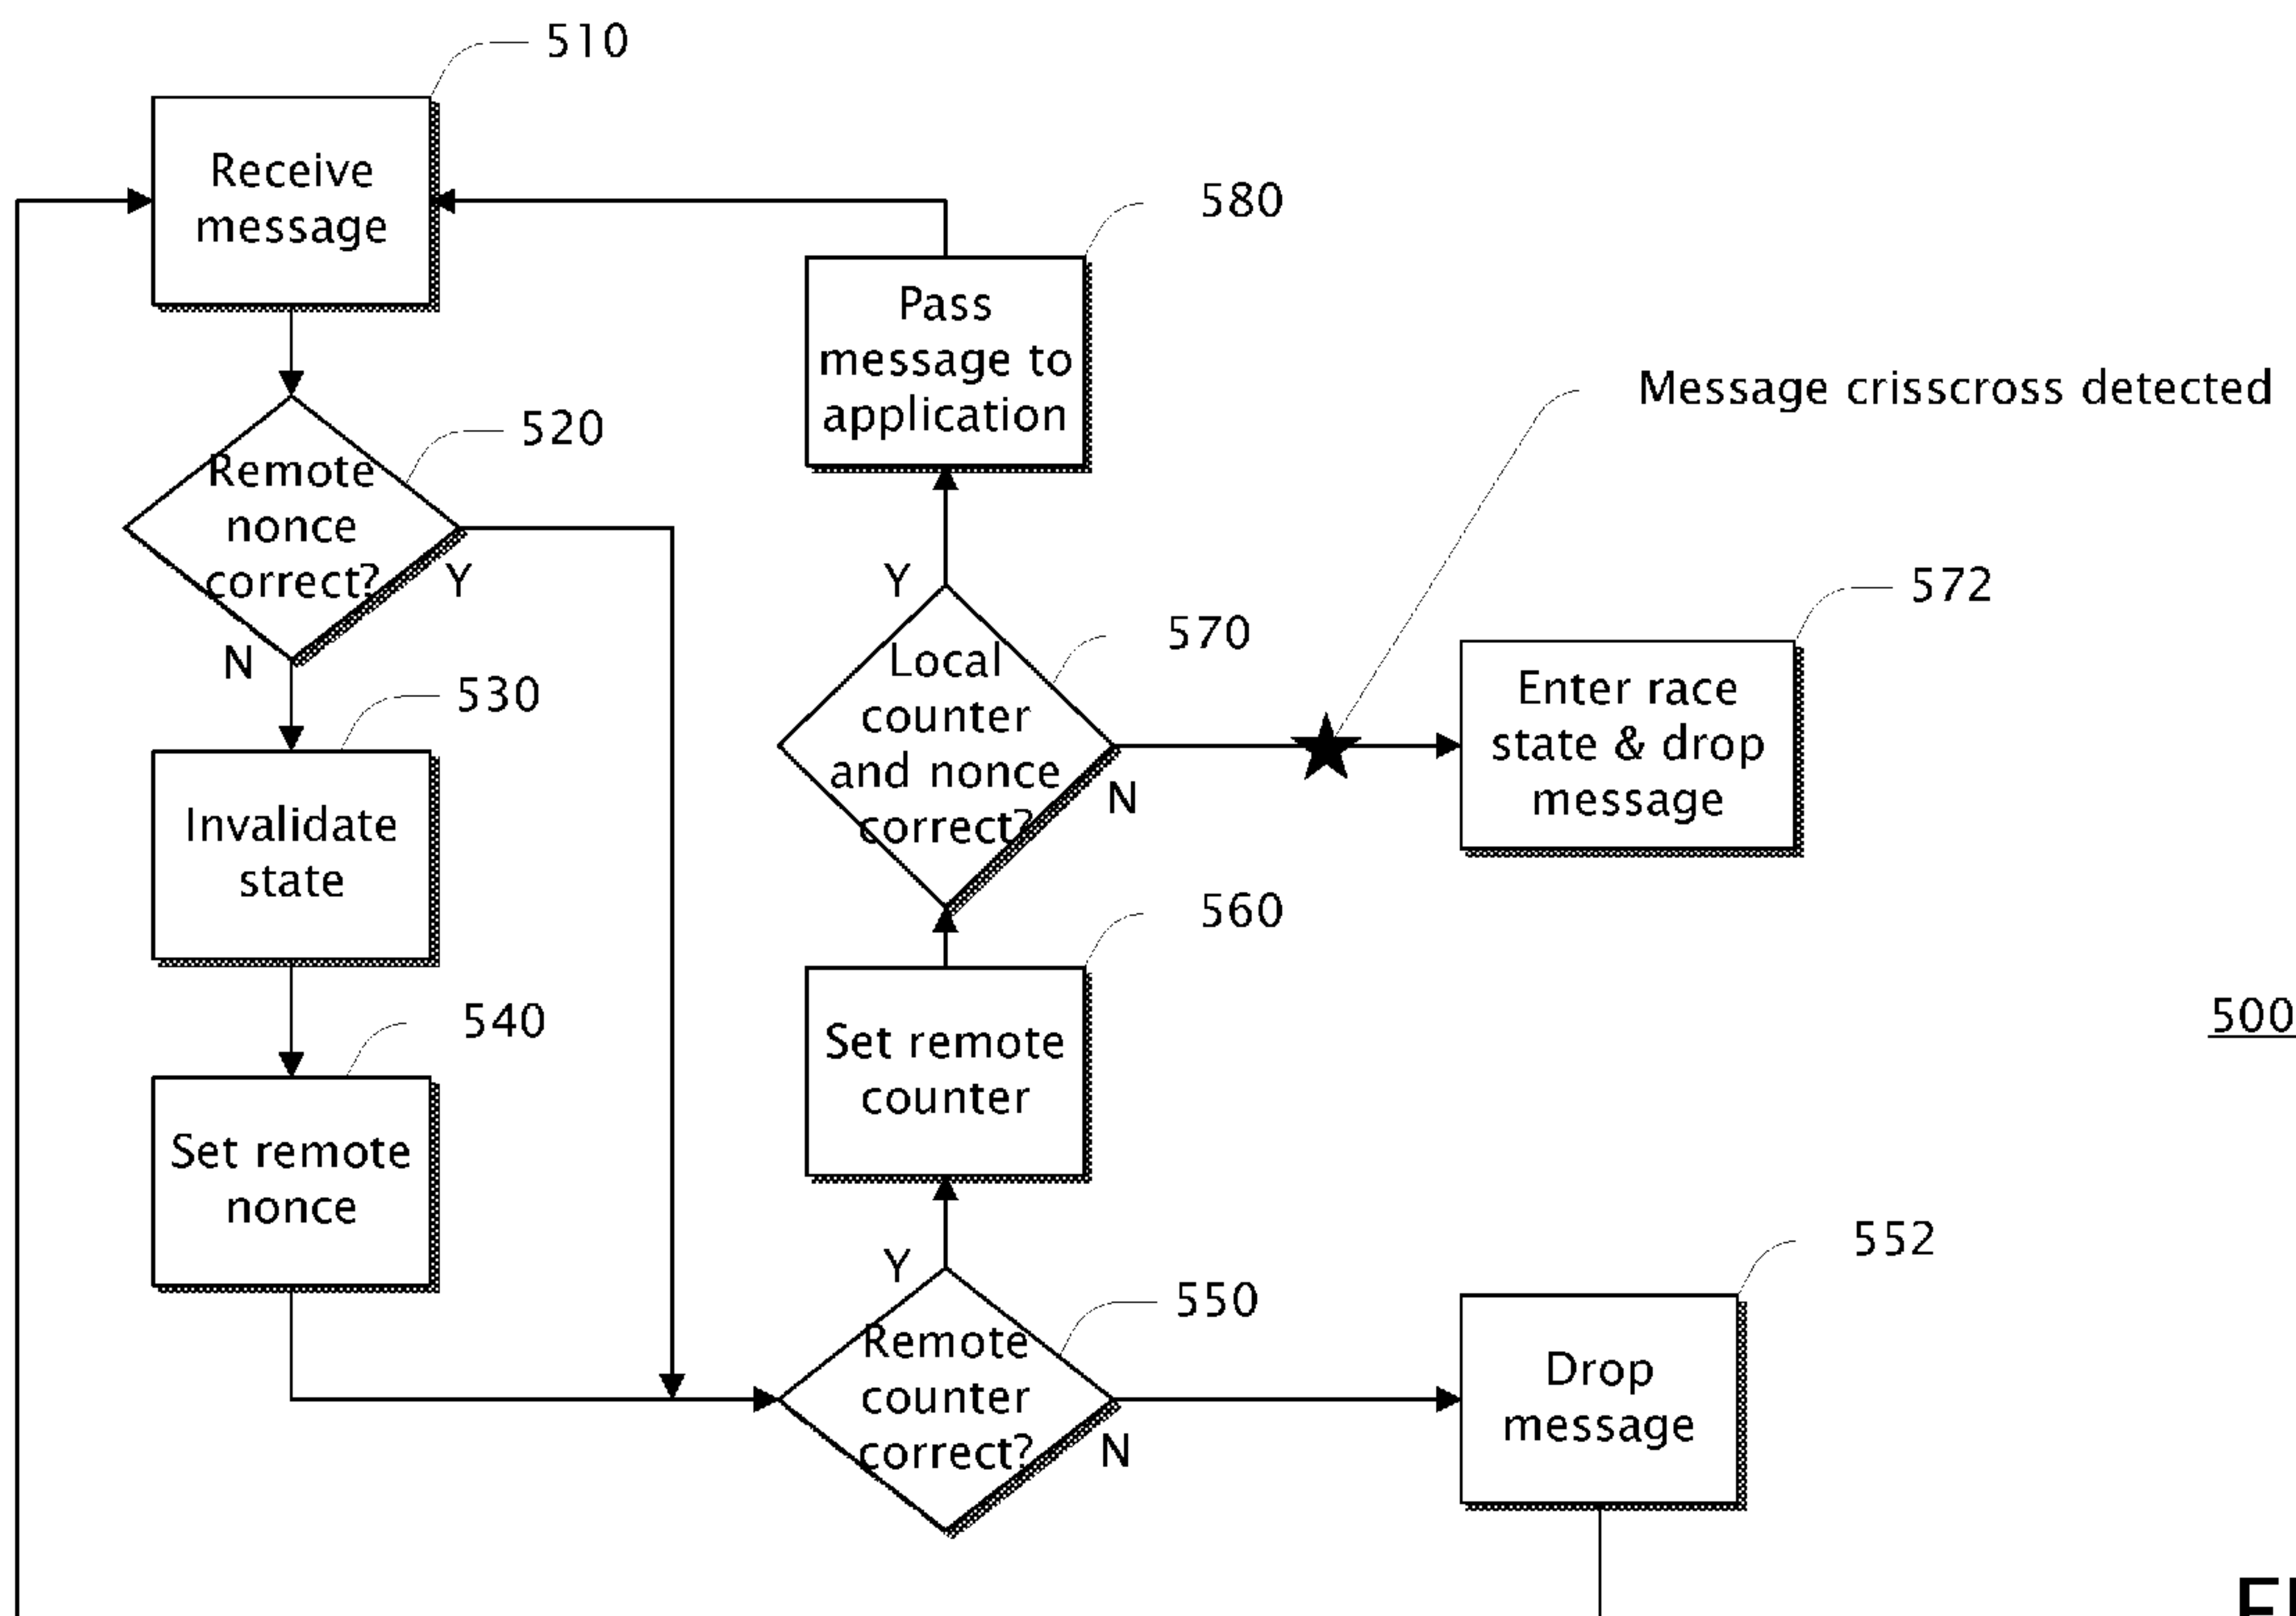 510
Receive
message
580
Pass
message to
application
Message crisscross detected
520
Remote
nonce
correct?
Y
N
Y
570
Local
counter
and nonce
correct?
N
572
Enter race
state & drop
message
530
Invalidate
state
560
Set remote
counter
500
540
Set remote
nonce
Y
550
Remote
counter
correct?
N
552
Drop
message